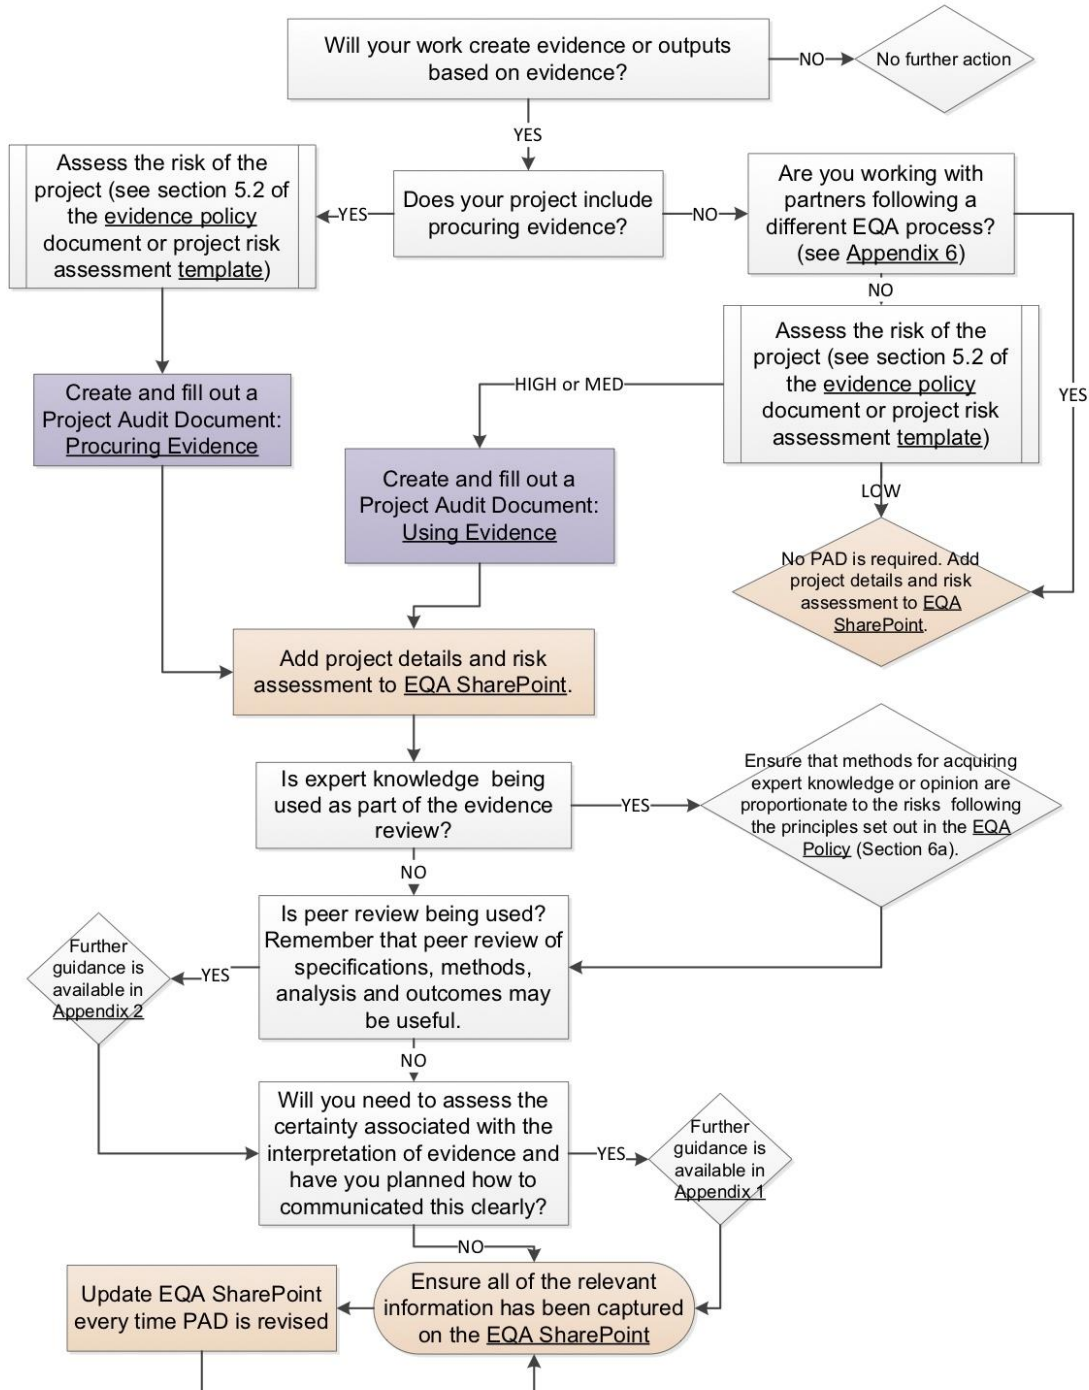 Will your work create evidence or outputs
based on evidence?
NO
No further action
YES
Assess the risk of the
project (see section 5.2 of
the evidence policy
document or project risk
assessment template)
YES
Does your project include
procuring evidence?
NO
Are you working with
partners following a
different EQA process?
(see Appendix 6)
NO
YES
Assess the risk of the
project (see section 5.2 of
the evidence policy
document or project risk
assessment template)
HIGH or MED
LOW
Create and fill out a
Project Audit Document:
Procuring Evidence
Create and fill out a
Project Audit Document:
Using Evidence
No PAD is required. Add
project details and risk
assessment to EQA
SharePoint.
Add project details and risk
assessment to EQA SharePoint.
Is expert knowledge being
used as part of the evidence
review?
YES
Ensure that methods for acquiring
expert knowledge or opinion are
proportionate to the risks following
the principles set out in the EQA
Policy (Section 6a).
NO
Is peer review being used?
Remember that peer review of
specifications, methods,
analysis and outcomes may
be useful.
YES
Further
guidance is
available in
Appendix 2
NO
Will you need to assess the
certainty associated with the
interpretation of evidence and
have you planned how to
communicated this clearly?
YES
Further
guidance is
available in
Appendix 1
NO
Ensure all of the relevant
information has been captured
on the EQA SharePoint
Update EQA SharePoint
every time PAD is revised